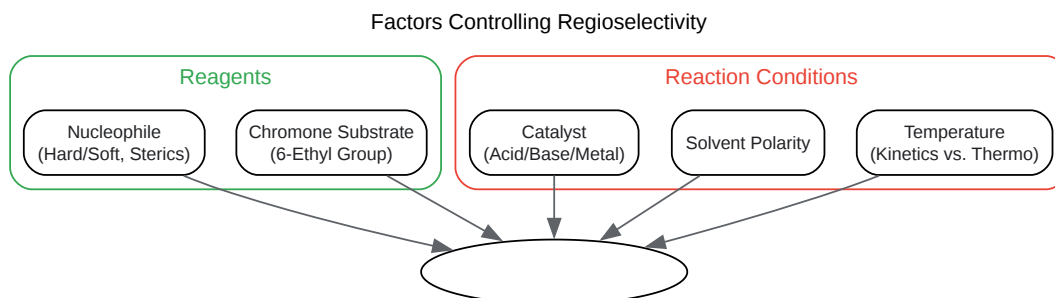 Factors Controlling Regioselectivity
Reagents
Reaction Conditions
Nucleophile
(Hard/Soft, Sterics)
Chromone Substrate
(6-Ethyl Group)
Catalyst
(Acid/Base/Metal)
Solvent Polarity
Temperature
(Kinetics vs. Thermo)